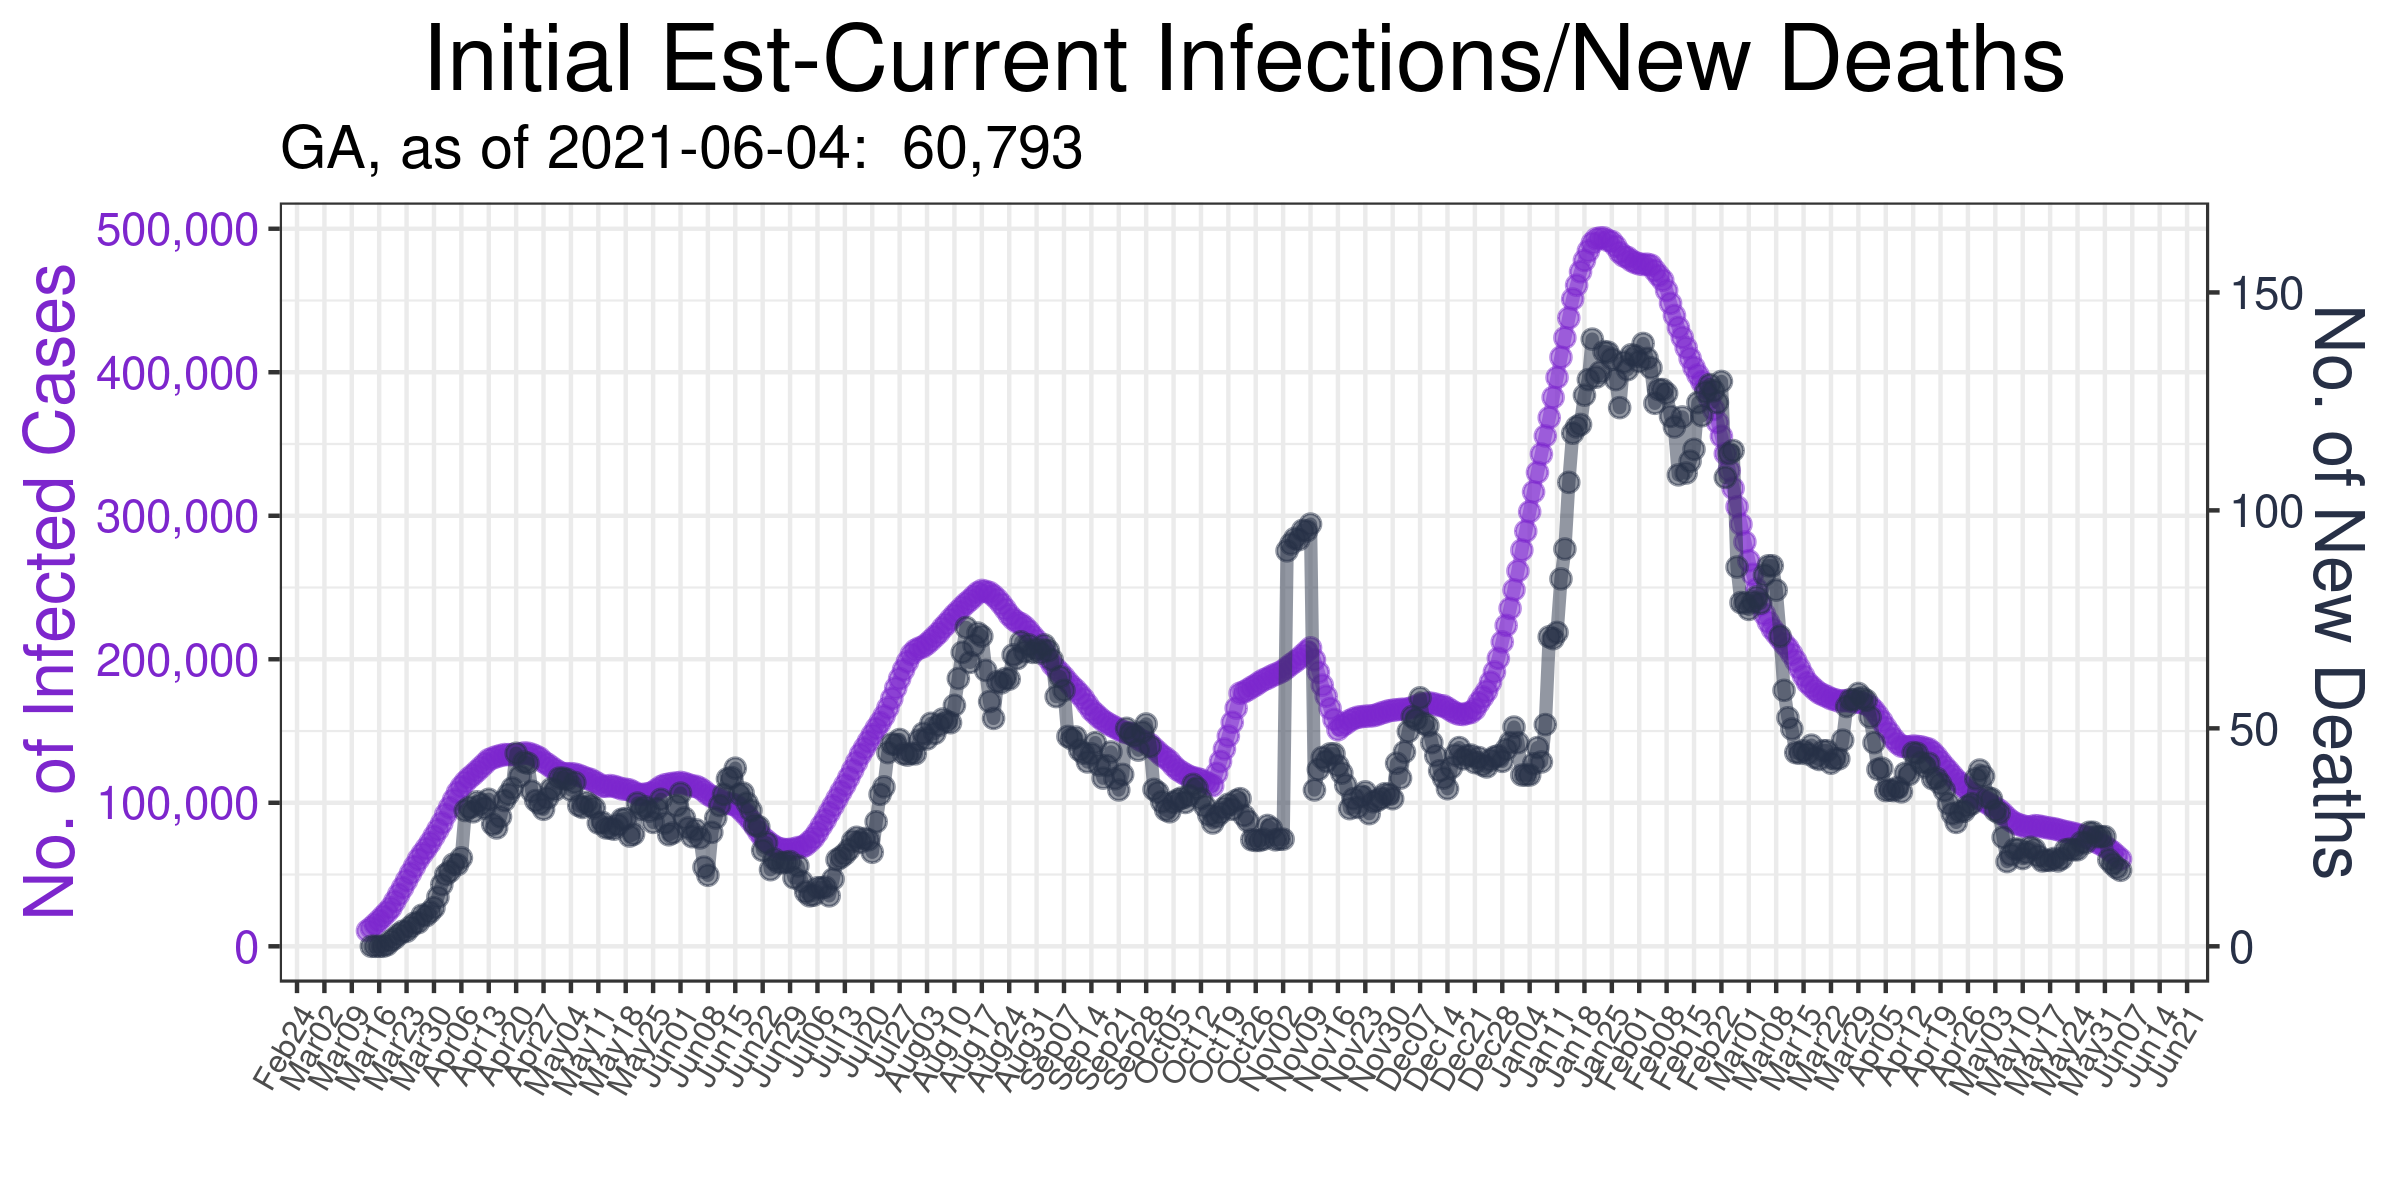 Initial Est-Current Infections/New Deaths
GA, as of 2021-06-04:  60,793
No. of Infected Cases
500,000
400,000
300,000
200,000
100,000
0
150
100
50
0
No. of New Deaths
Feb24
Mar02
Mar09
Mar16
Mar23
Mar30
Apr06
Apr13
Apr20
Apr27
May04
May11
May18
May25
Jun01
Jun08
Jun15
Jun22
Jun29
Jul06
Jul13
Jul20
Jul27
Aug03
Aug10
Aug17
Aug24
Aug31
Sep07
Sep14
Sep21
Sep28
Oct05
Oct12
Oct19
Oct26
Nov02
Nov09
Nov16
Nov23
Nov30
Dec07
Dec14
Dec21
Dec28
Jan04
Jan11
Jan18
Jan25
Feb01
Feb08
Feb15
Feb22
Mar01
Mar08
Mar15
Mar22
Mar29
Apr05
Apr12
Apr19
Apr26
May03
May10
May17
May24
May31
Jun07
Jun14
Jun21